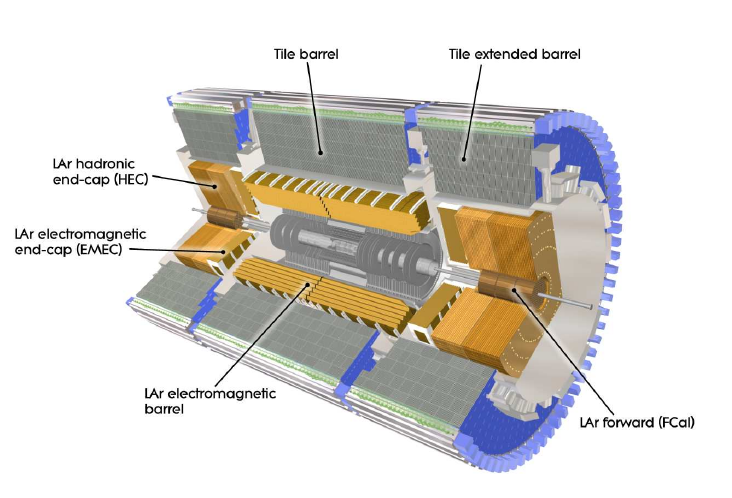 Tile barrel
Tile extended barrel
LAr hadronic
end-cap (HEC)
LAr electromagnetic
end-cap (EMEC)
LAr electromagnetic
barrel
LAr forward (FCal)